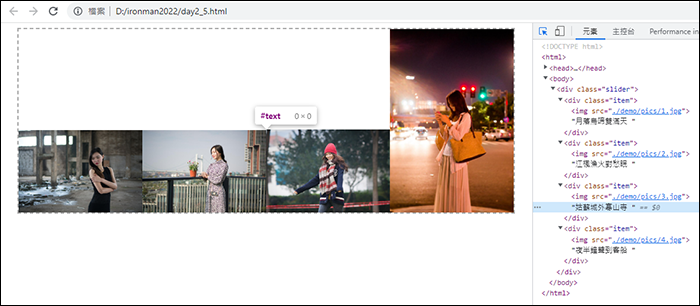 檔案 | D:/ironman2022/day2_5.html
元素 主控台 Performance in
#text 0 × 0
<!DOCTYPE html>
<html>
<head>…</head>
<body>
<div class="slider">
<div class="item">
<img src="./demo/pics/1.jpg">
"月落烏啼霜滿天 "
</div>
<div class="item">
<img src="./demo/pics/2.jpg">
"江楓漁火對愁眠 "
</div>
<div class="item">
<img src="./demo/pics/3.jpg">
… "姑蘇城外寒山寺 " == $0
</div>
<div class="item">
<img src="./demo/pics/4.jpg">
"夜半鐘聲到客船 "
</div>
</div>
</body>
</html>